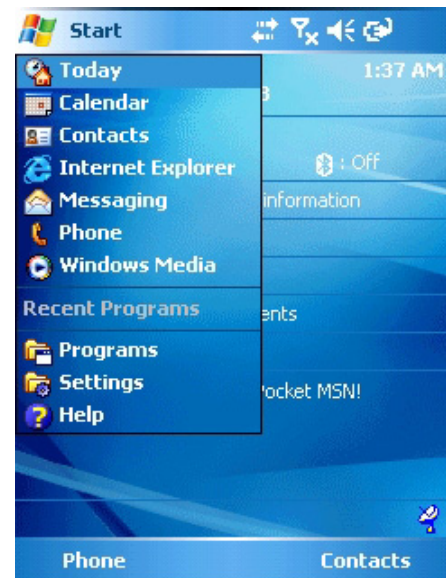 Start
Today
1:37 AM
Calendar
Contacts
Internet Explorer
: Off
Messaging
information
Phone
Windows Media
Recent Programs
ents
Programs
Settings
Pocket MSN!
Help
Phone
Contacts